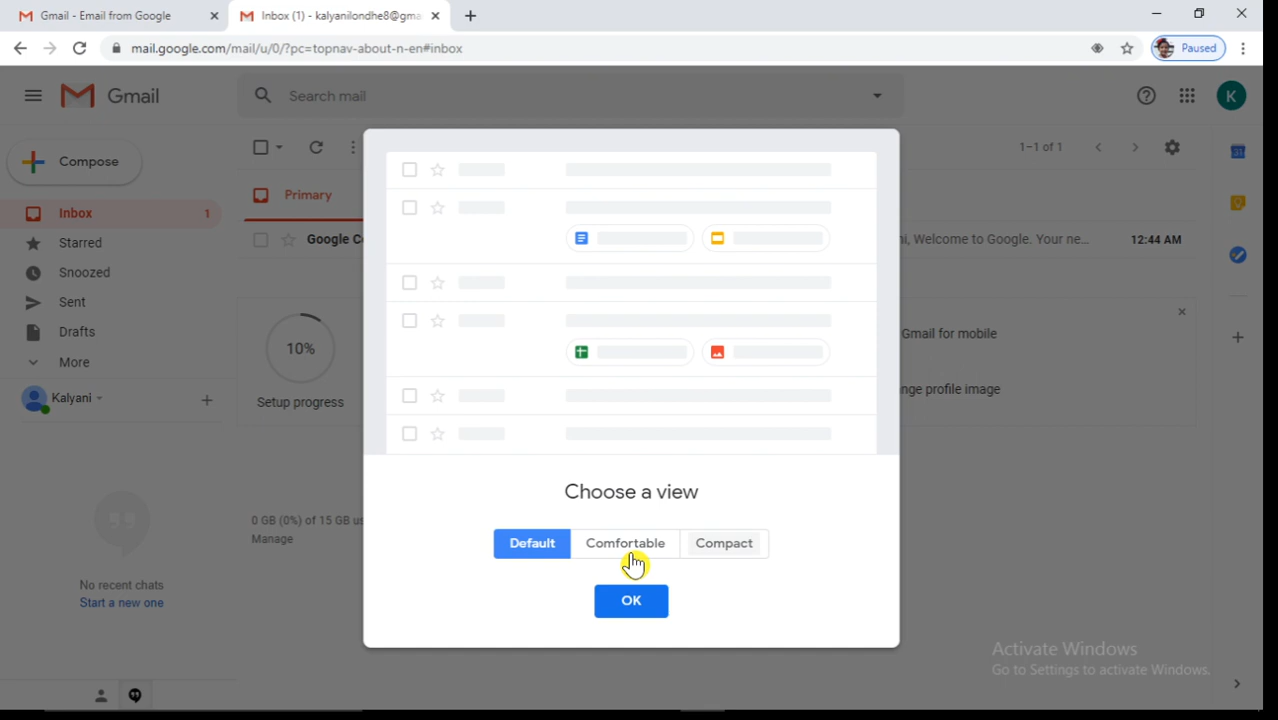 Gmail - Email from Google
Inbox (1) - kalyanilondhe8@gma
mail.google.com/mail/u/0/?pc=topnav-about-n-en#inbox
Paused
Gmail
Search mail
K
Compose
1–1 of 1
31
Primary
Inbox 1
Google C
ni, Welcome to Google. Your ne...
12:44 AM
Starred
Snoozed
Sent
Drafts
More
10%
Setup progress
Gmail for mobile
nge profile image
Kalyani
Choose a view
Default
Comfortable
Compact
OK
0 GB (0%) of 15 GB us
Manage
No recent chats
Start a new one
Activate Windows
Go to Settings to activate Windows.